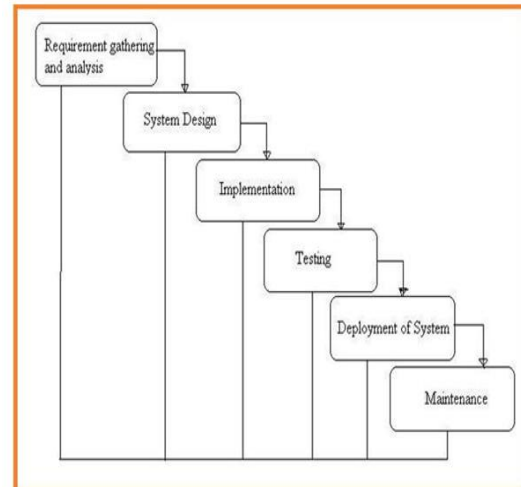 Requirement gathering
and analysis
System Design
Implementation
Testing
Deployment of System
Maintenance